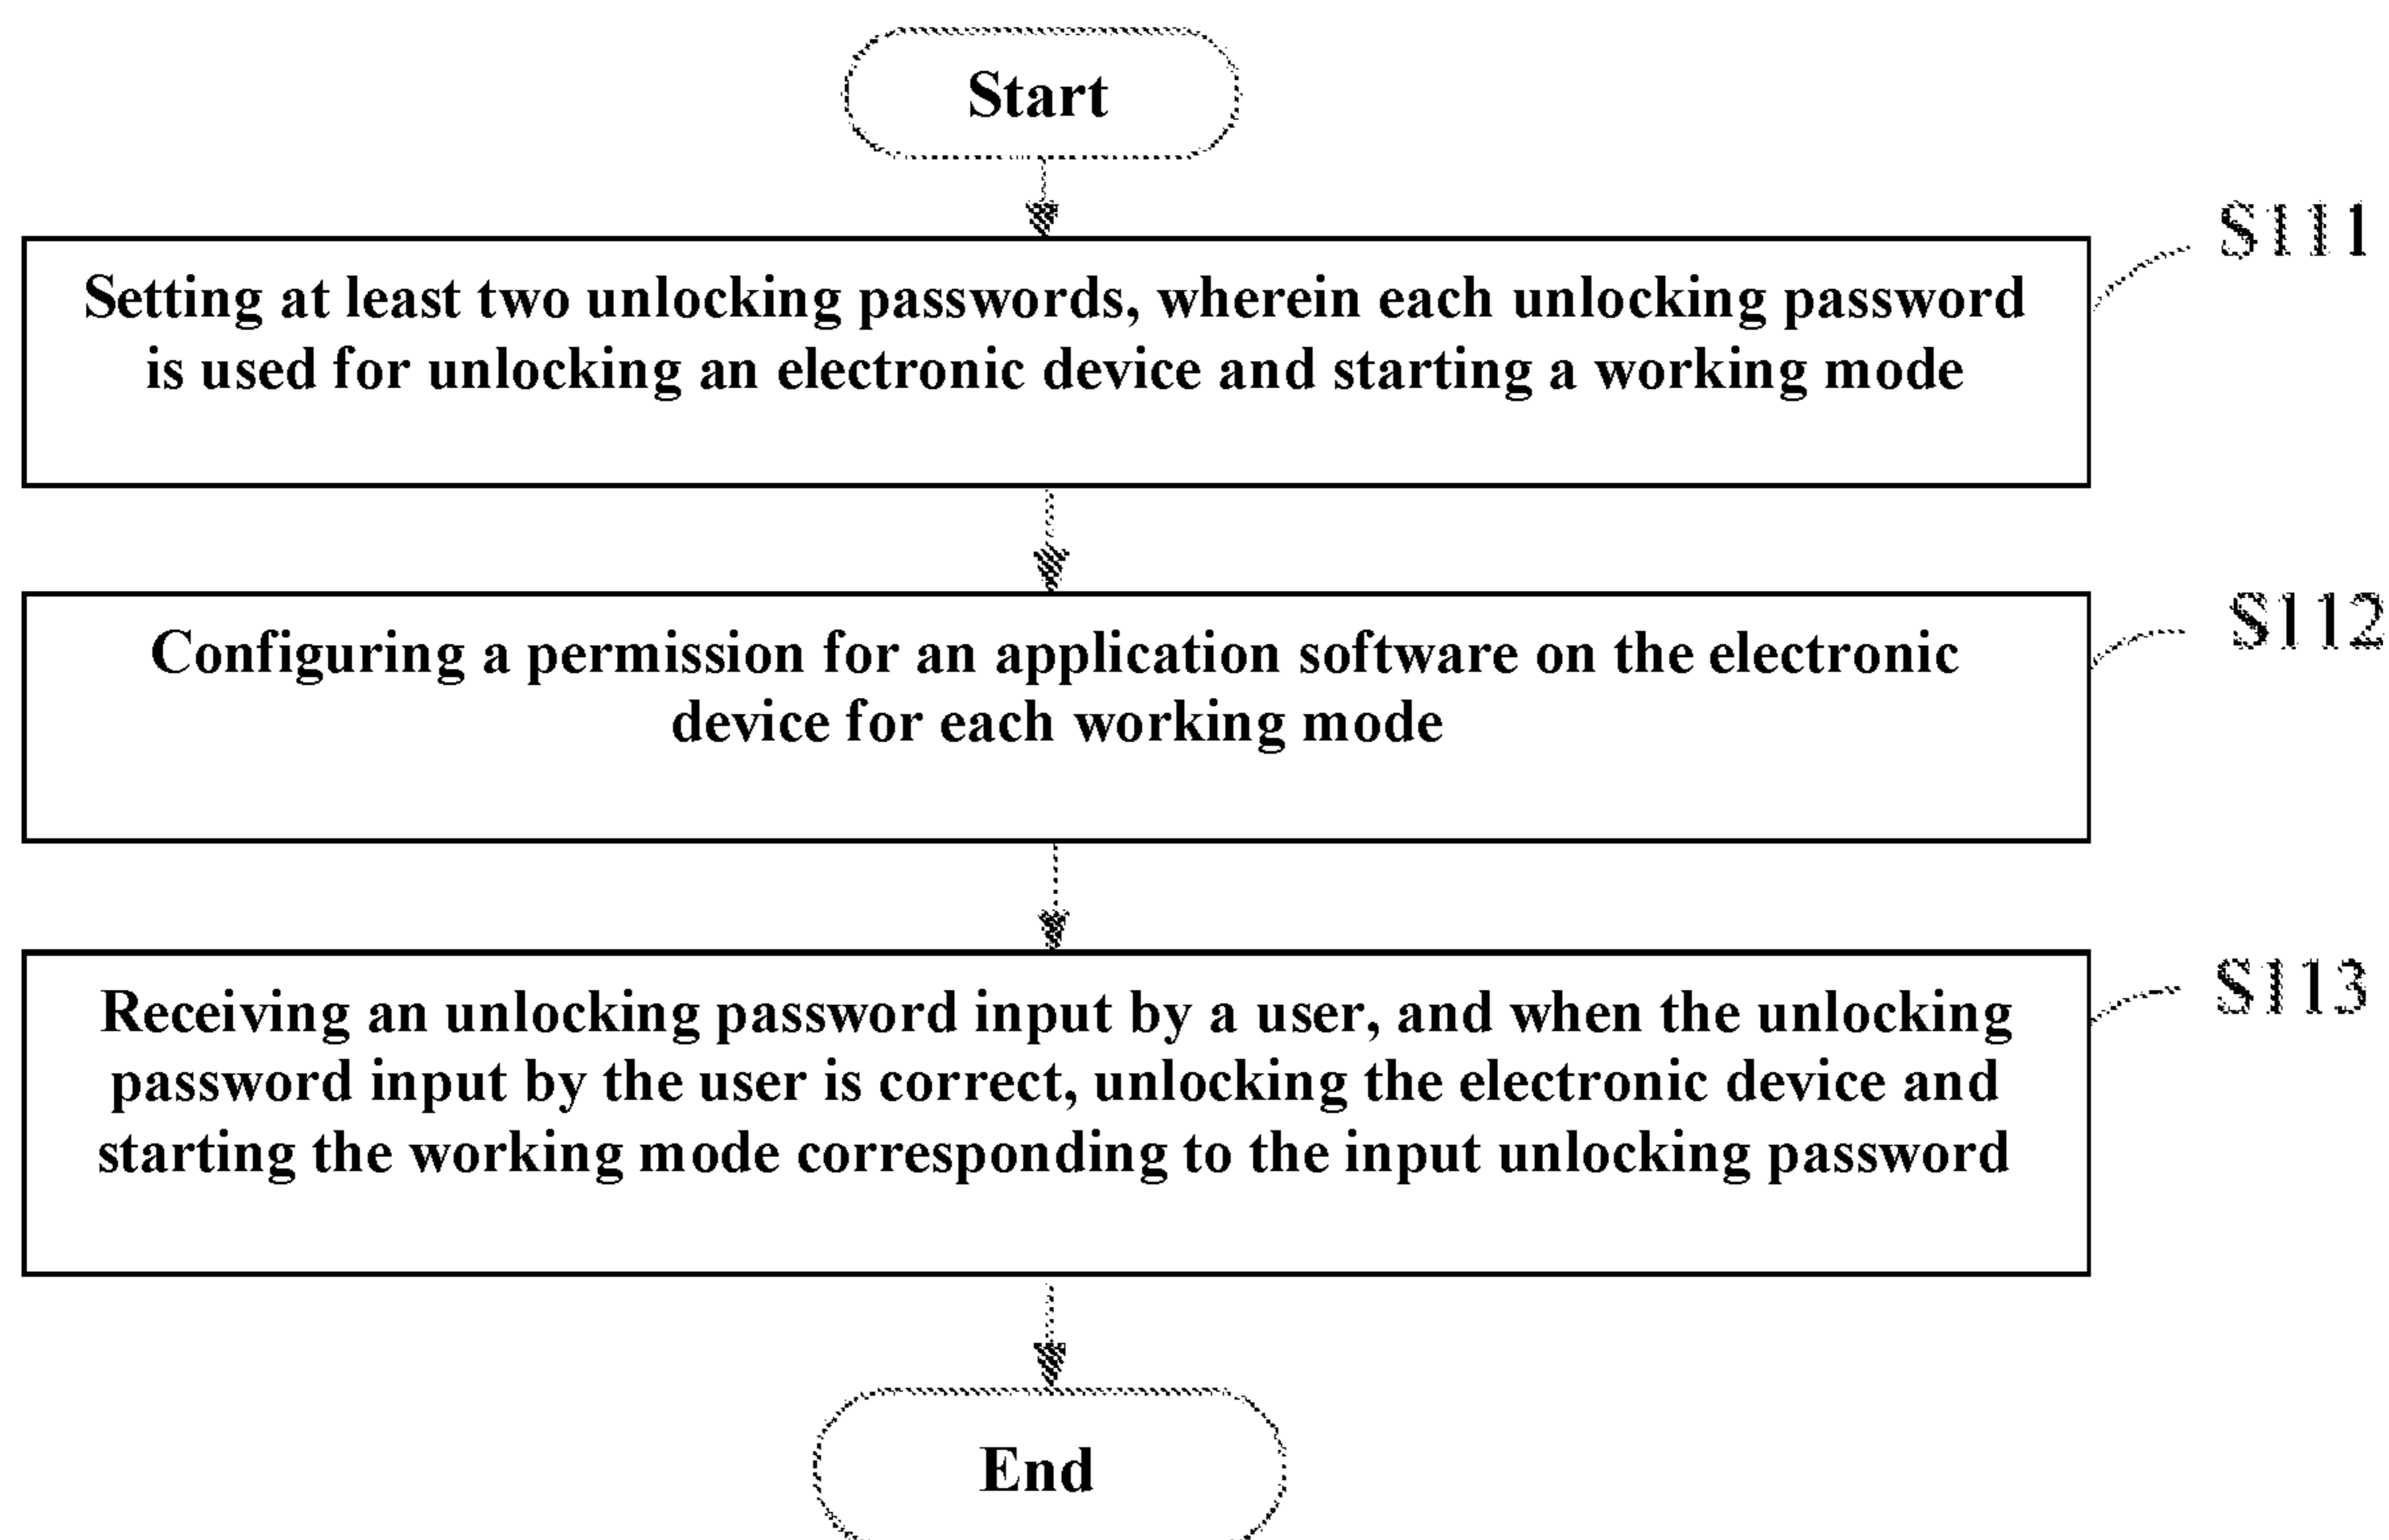 Start
S111
Setting at least two unlocking passwords, wherein each unlocking password
is used for unlocking an electronic device and starting a working mode
S112
Configuring a permission for an application software on the electronic
device for each working mode
S113
Receiving an unlocking password input by a user, and when the unlocking
password input by the user is correct, unlocking the electronic device and
starting the working mode corresponding to the input unlocking password
End